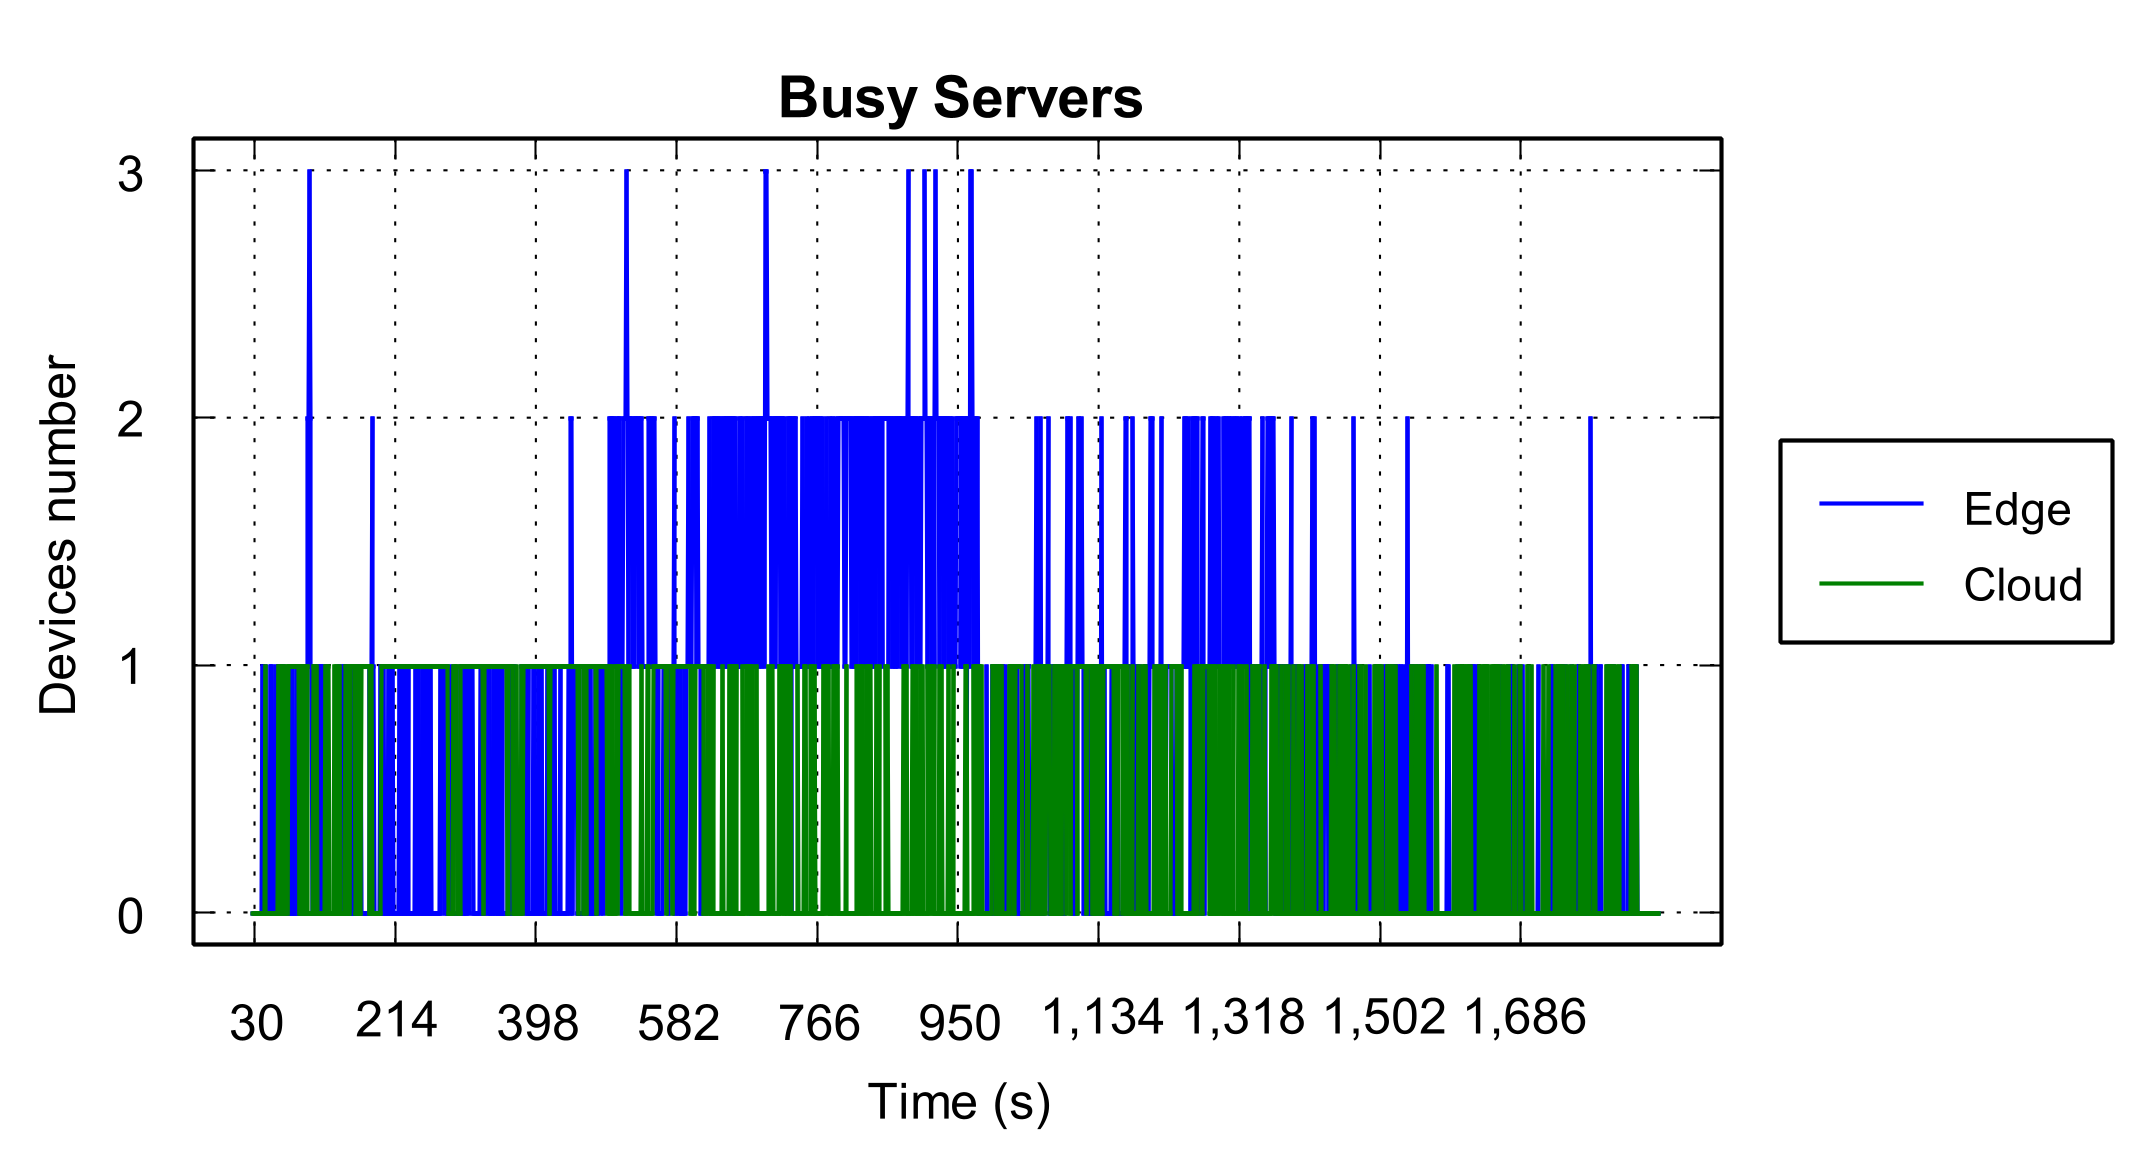 Busy Servers
3
2
1
0
Devices number
30 214 398 582 766 950 1,134 1,318 1,502 1,686
Time (s)
Edge
Cloud